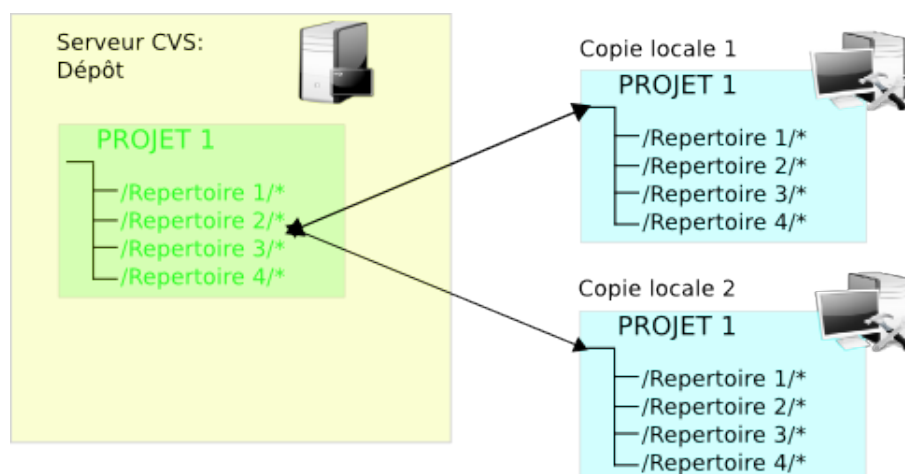 Serveur CVS:
Dépôt
PROJET 1
/Repertoire 1/*
/Repertoire 2/*
/Repertoire 3/*
/Repertoire 4/*
Copie locale 1
PROJET 1
/Repertoire 1/*
/Repertoire 2/*
/Repertoire 3/*
/Repertoire 4/*
Copie locale 2
PROJET 1
/Repertoire 1/*
/Repertoire 2/*
/Repertoire 3/*
/Repertoire 4/*